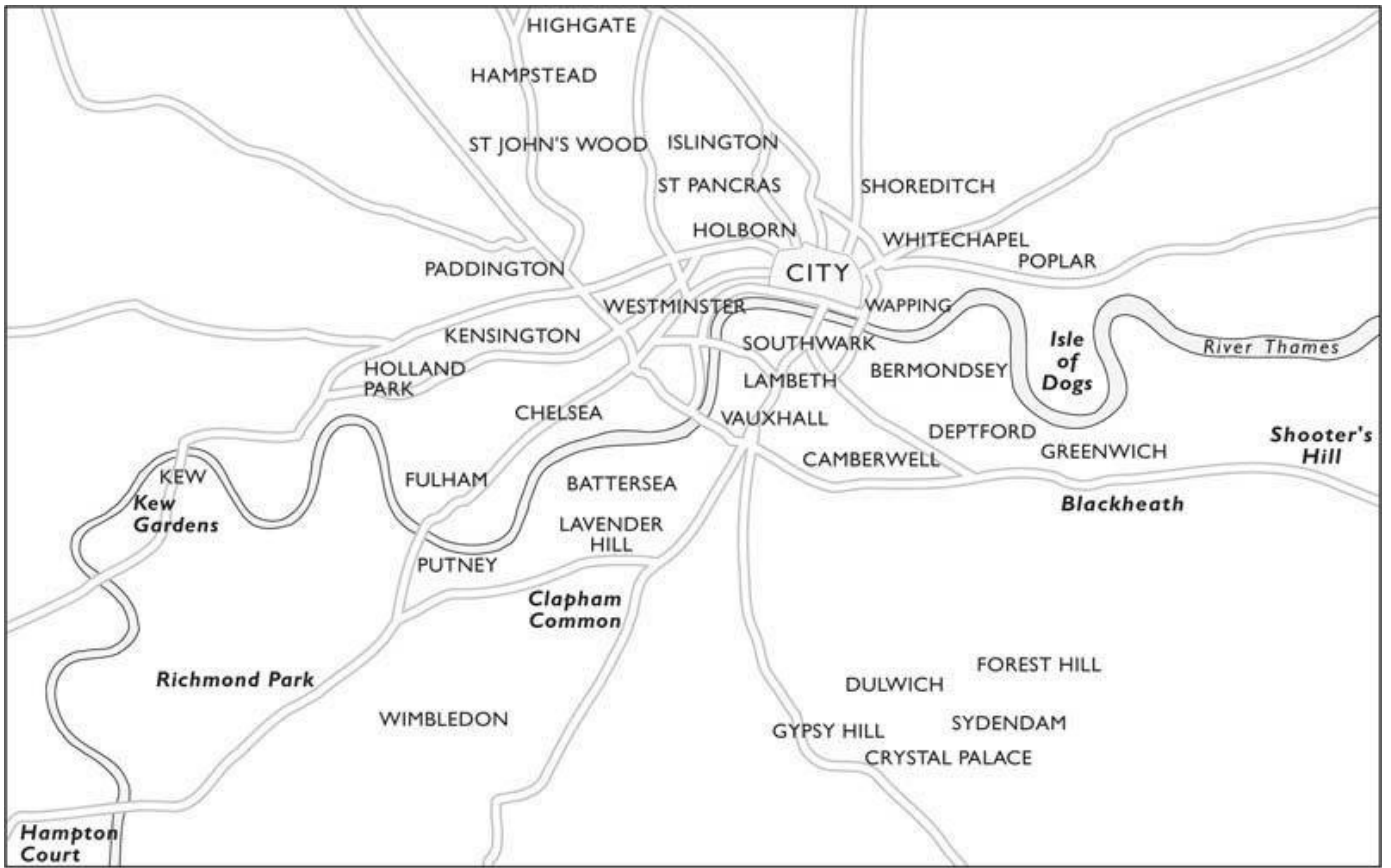 HIGHGATE
HAMPSTEAD
ST JOHN'S WOOD
ISLINGTON
ST PANCRAS
SHOREDITCH
HOLBORN
WHITECHAPEL
POPLAR
PADDINGTON
CITY
WESTMINSTER
WAPPING
KENSINGTON
SOUTHWARK
Isle
of
Dogs
River Thames
HOLLAND
PARK
LAMBETH
BERMONDSEY
CHELSEA
VAUXHALL
DEPTFORD
GREENWICH
Shooter's
Hill
CAMBERWELL
KEW
Kew
Gardens
FULHAM
BATTERSEA
Blackheath
LAVENDER
HILL
PUTNEY
Clapham
Common
Richmond Park
FOREST HILL
DULWICH
WIMBLEDON
GYPSY HILL
SYDENDAM
CRYSTAL PALACE
Hampton
Court